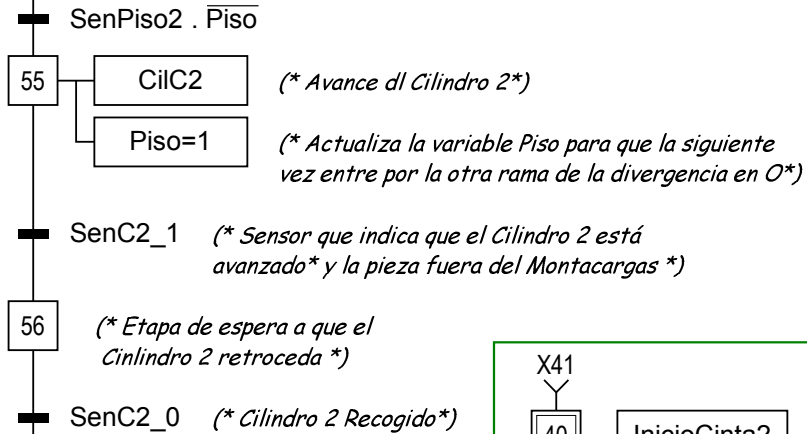 SenPiso2 . P̅i̅s̅o̅
55
CilC2
(* Avance dl Cilindro 2*)
Piso=1
(* Actualiza la variable Piso para que la siguiente
vez entre por la otra rama de la divergencia en O*)
SenC2_1
(* Sensor que indica que el Cilindro 2 está
avanzado* y la pieza fuera del Montacargas *)
56
(* Etapa de espera a que el
Cinlindro 2 retroceda *)
SenC2_0
(* Cilindro 2 Recogido*)
X41
40
InicioCinta2